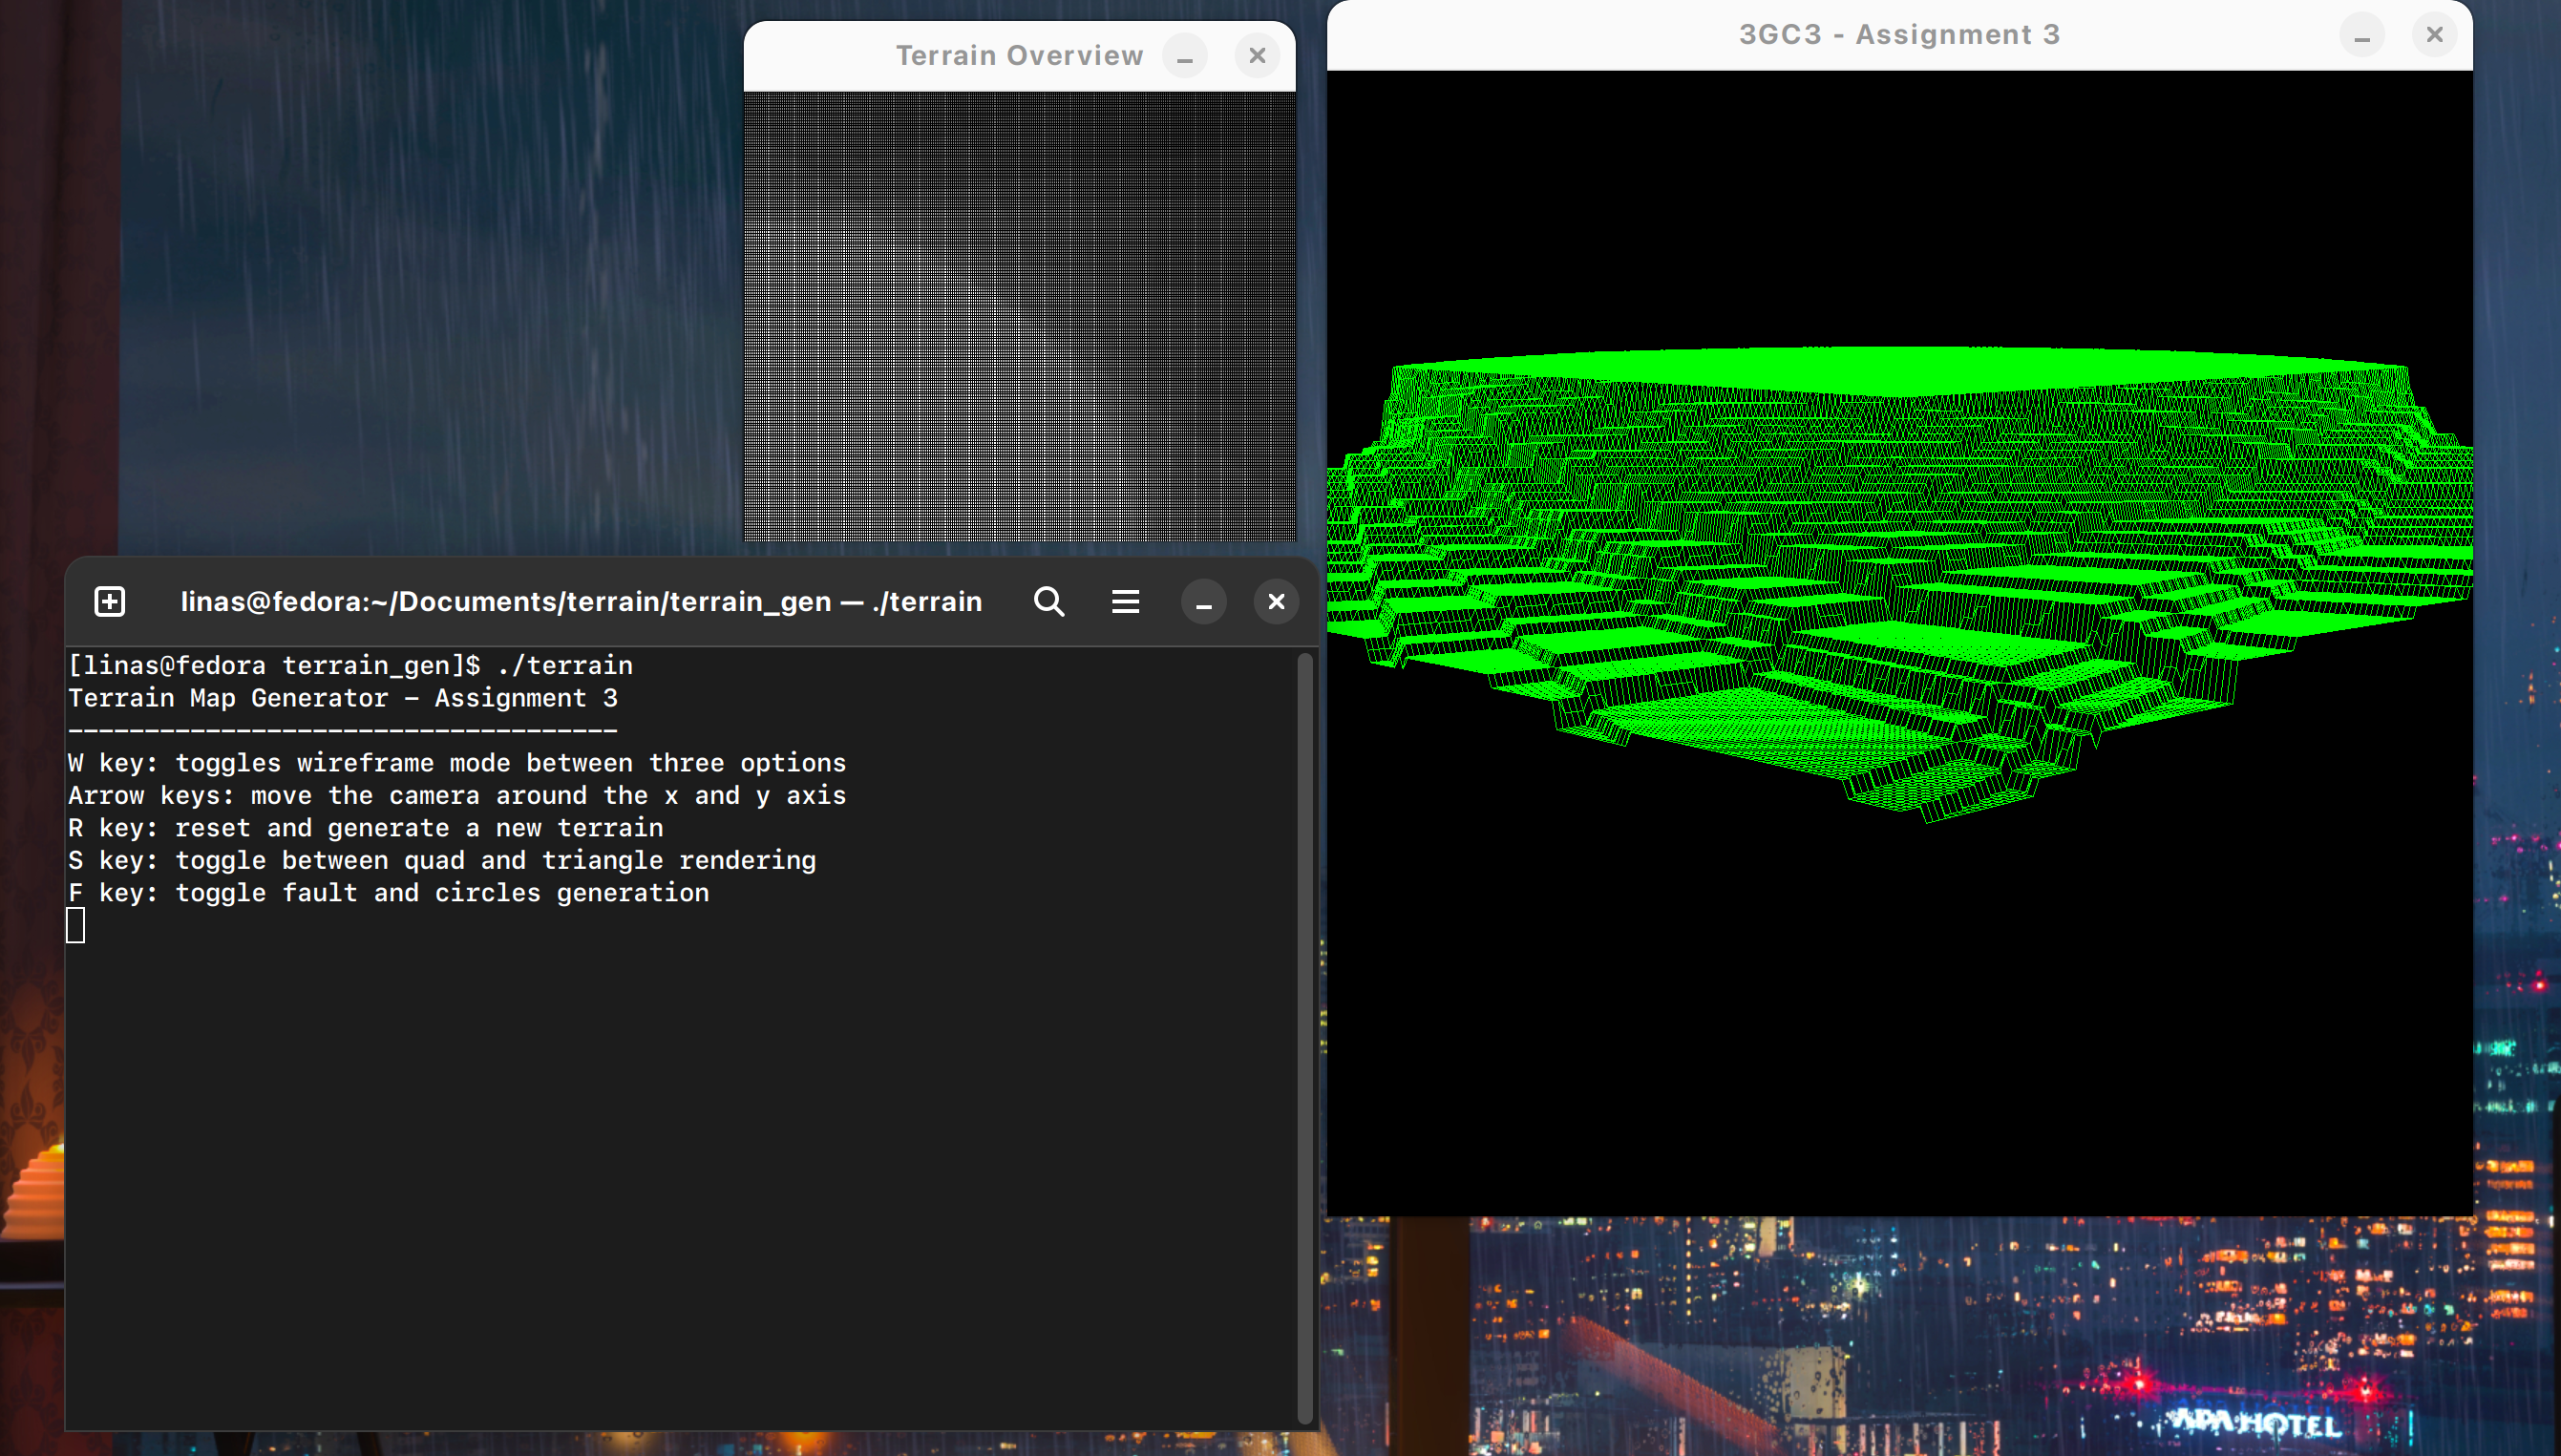 Terrain Overview
3GC3 - Assignment 3
linas@fedora:~/Documents/terrain/terrain_gen — ./terrain
[linas@fedora terrain_gen]$ ./terrain
Terrain Map Generator - Assignment 3
------------------------------------
W key: toggles wireframe mode between three options
Arrow keys: move the camera around the x and y axis
R key: reset and generate a new terrain
S key: toggle between quad and triangle rendering
F key: toggle fault and circles generation
APA HOTEL